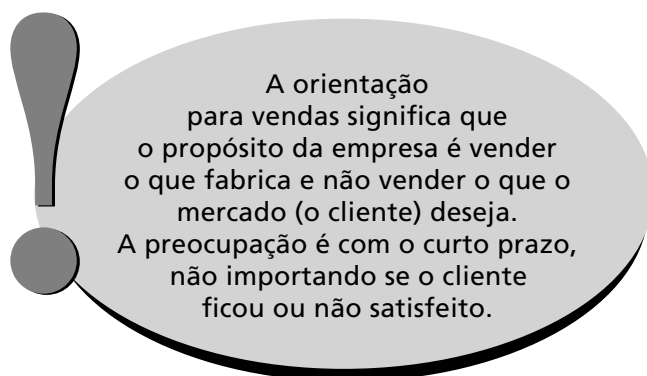 A orientação
para vendas significa que
o propósito da empresa é vender
o que fabrica e não vender o que o
mercado (o cliente) deseja.
A preocupação é com o curto prazo,
não importando se o cliente
ficou ou não satisfeito.